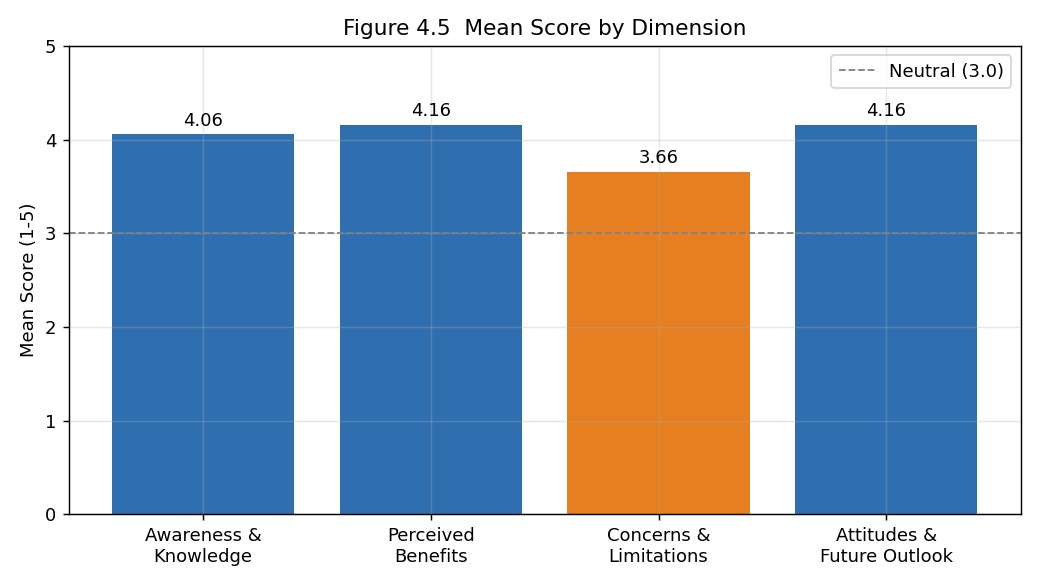 Figure 4.5  Mean Score by Dimension
Mean Score (1-5)
5
4
3
2
1
0
Neutral (3.0)
4.06
4.16
3.66
4.16
Awareness &
Knowledge
Perceived
Benefits
Concerns &
Limitations
Attitudes &
Future Outlook